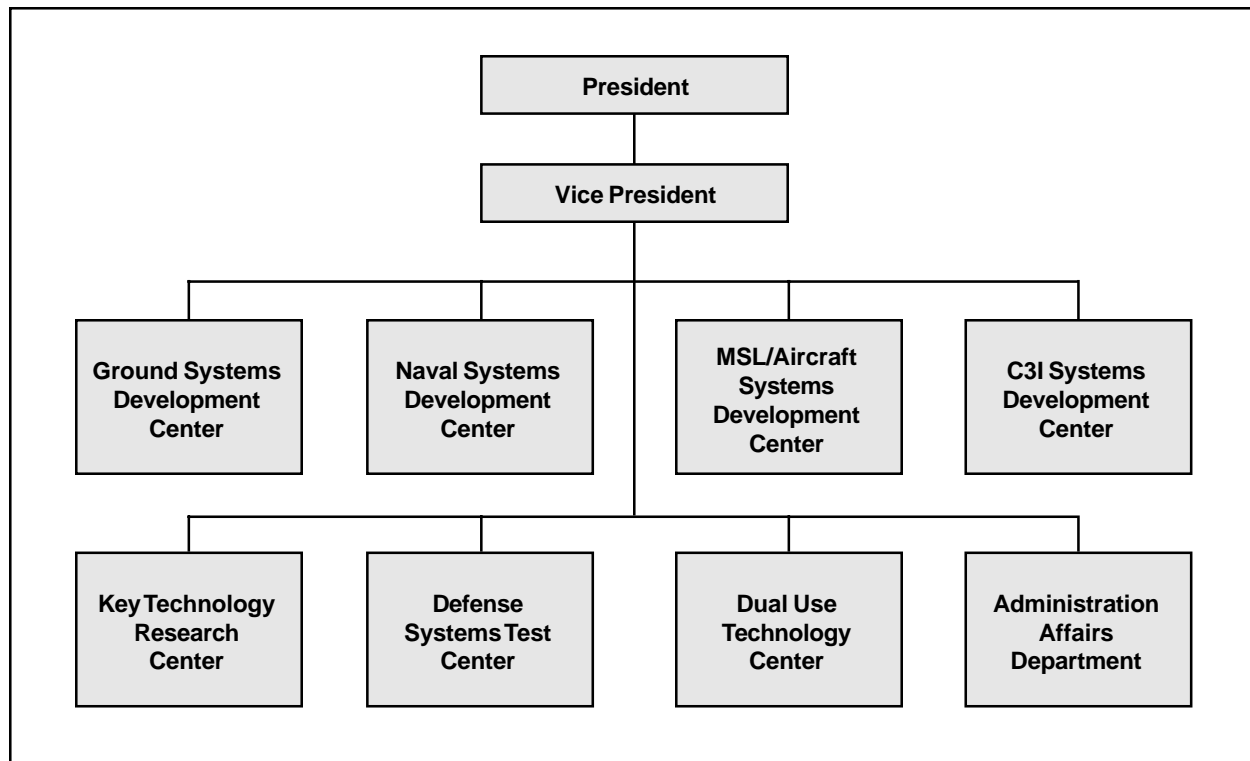 President
Vice President
Ground Systems
Development
Center
Naval Systems
Development
Center
MSL/Aircraft
Systems
Development
Center
C3I Systems
Development
Center
Key Technology
Research
Center
Defense
Systems Test
Center
Dual Use
Technology
Center
Administration
Affairs
Department